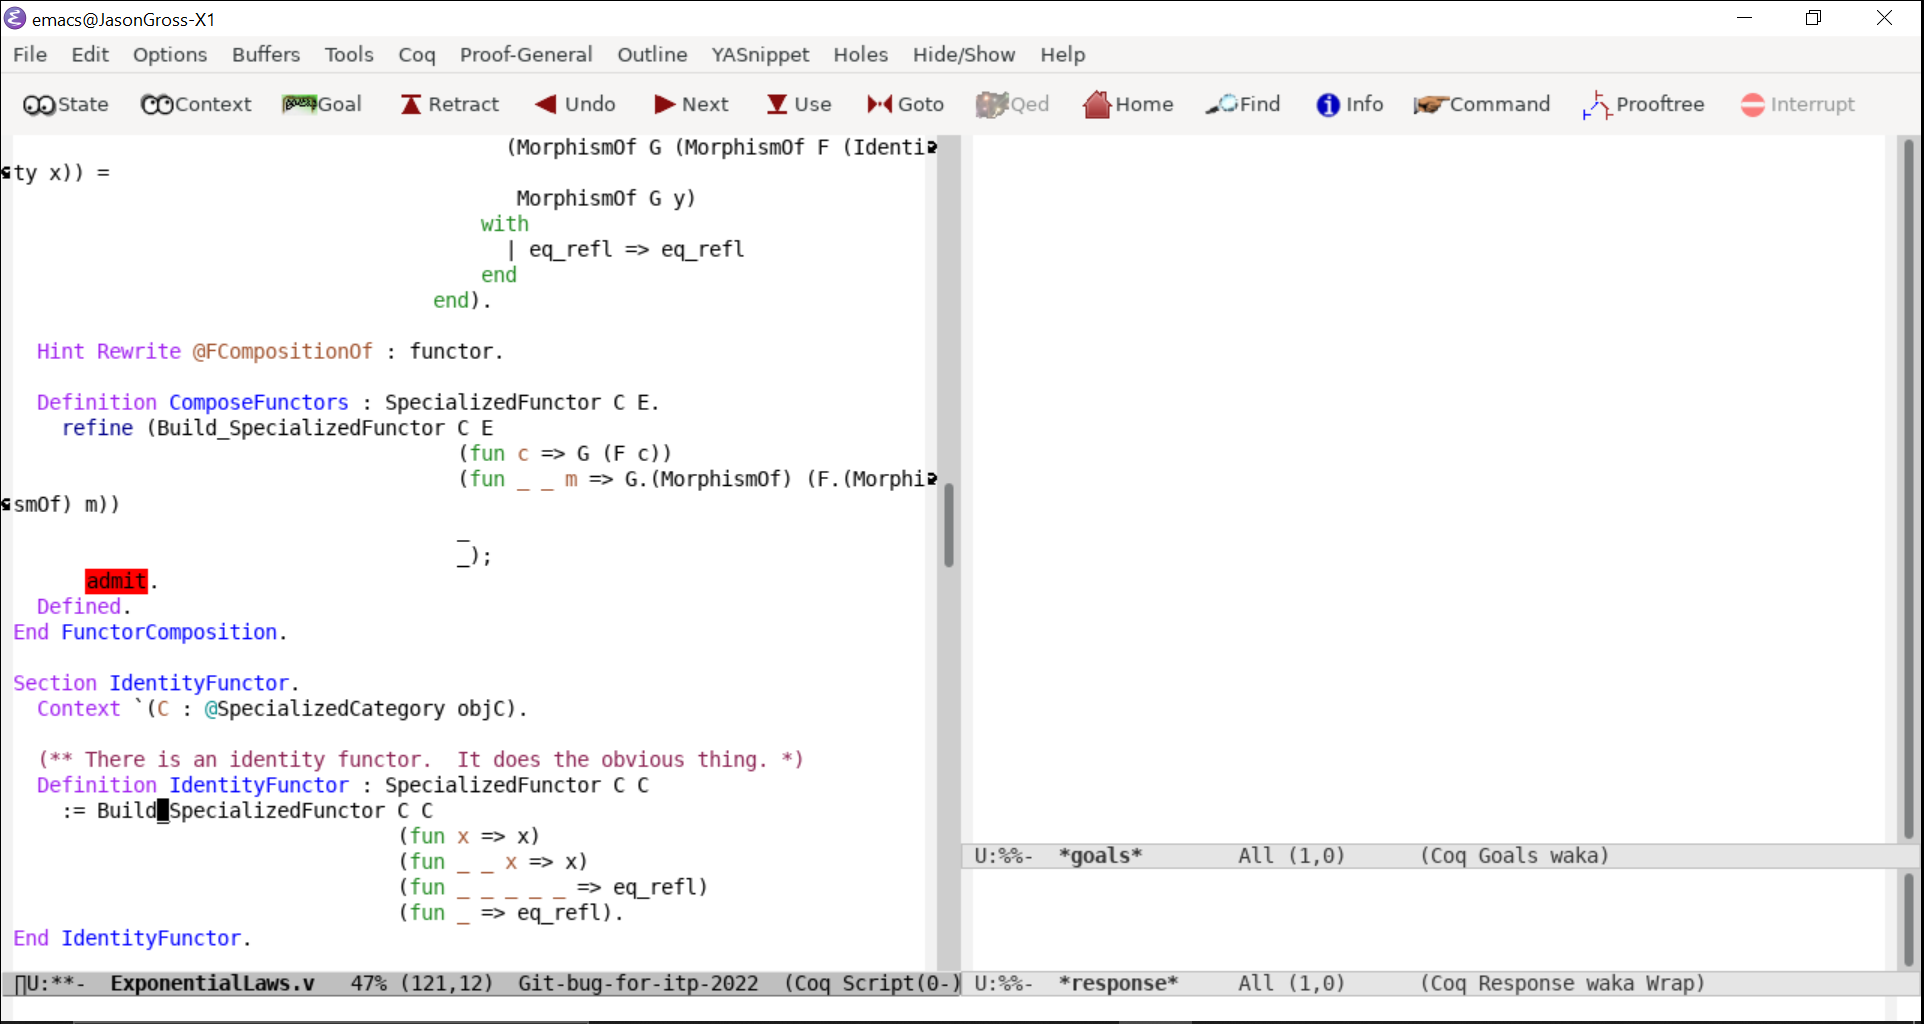 emacs@JasonGross-X1
File Edit Options Buffers Tools Coq Proof-General Outline YASnippet Holes Hide/Show Help
State Context Goal Retract Undo Next Use Goto Qed Home Find Info Command Prooftree Interrupt
(MorphismOf G (MorphismOf F (Identi
ty x)) =
MorphismOf G y)
with
| eq_refl => eq_refl
end
end).
Hint Rewrite @FCompositionOf : functor.
Definition ComposeFunctors : SpecializedFunctor C E.
refine (Build_SpecializedFunctor C E
(fun c => G (F c))
(fun _ _ m => G.(MorphismOf) (F.(Morphi
smOf) m))
_
_);
admit.
Defined.
End FunctorComposition.
Section IdentityFunctor.
Context `(C : @SpecializedCategory objC).
(** There is an identity functor.  It does the obvious thing. *)
Definition IdentityFunctor : SpecializedFunctor C C
:= Build_SpecializedFunctor C C
(fun x => x)
(fun _ _ x => x)
(fun _ _ _ _ _ => eq_refl)
(fun _ => eq_refl).
End IdentityFunctor.
U:**-  ExponentialLaws.v   47% (121,12)  Git-bug-for-itp-2022  (Coq Script(0-)
U:%%-  *goals*        All (1,0)      (Coq Goals waka)
U:%%-  *response*     All (1,0)      (Coq Response waka Wrap)